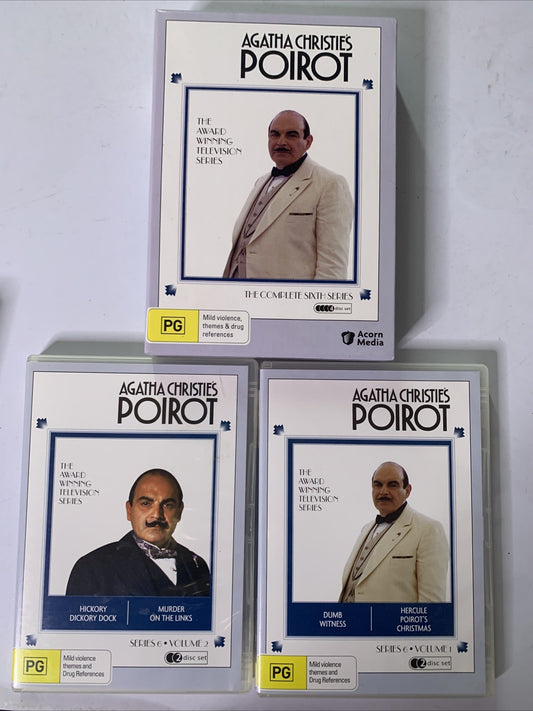 AGATHA CHRISTIE'S
POIROT
THE
AWARD
WINNING
TELEVISION
SERIES
THE COMPLETE SIXTH SERIES
4 disc set
PG
Mild violence,
themes & drug
references
Acorn
Media
AGATHA CHRISTIE'S
POIROT
THE
AWARD
WINNING
TELEVISION
SERIES
HICKORY
DICKORY DOCK
MURDER
ON THE LINKS
SERIES 6 • VOLUME 2
2 disc set
PG
Mild violence
themes and
Drug References
AGATHA CHRISTIE'S
POIROT
THE
AWARD
WINNING
TELEVISION
SERIES
DUMB
WITNESS
HERCULE
POIROT'S
CHRISTMAS
SERIES 6 • VOLUME 1
2 disc set
PG
Mild violence
themes and
Drug References